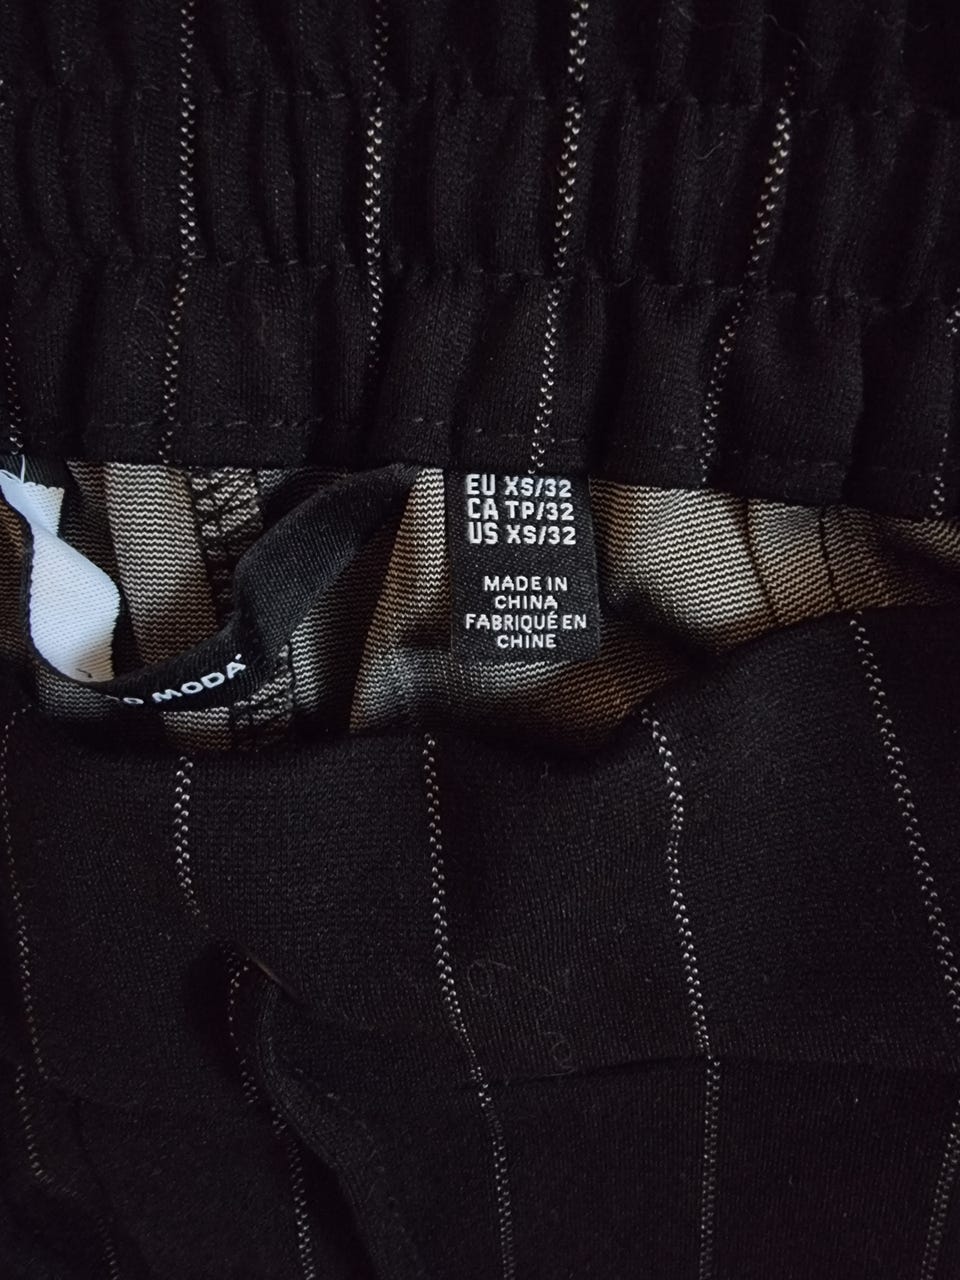 EU XS/32
CA TP/32
US XS/32
MADE IN
CHINA
FABRIQUÉ EN
CHINE
MODA